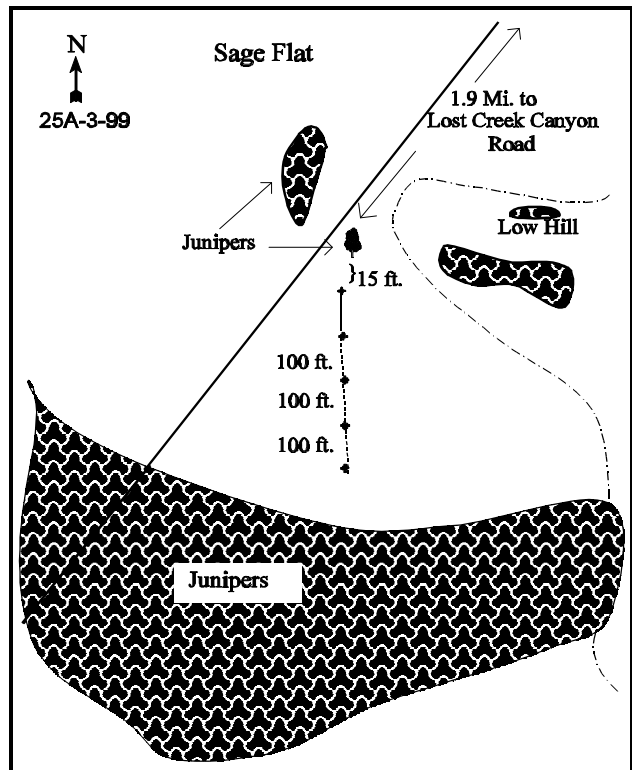 N
Sage Flat
25A-3-99
1.9 Mi. to
Lost Creek Canyon
Road
Junipers
Low Hill
15 ft.
100 ft.
100 ft.
100 ft.
Junipers